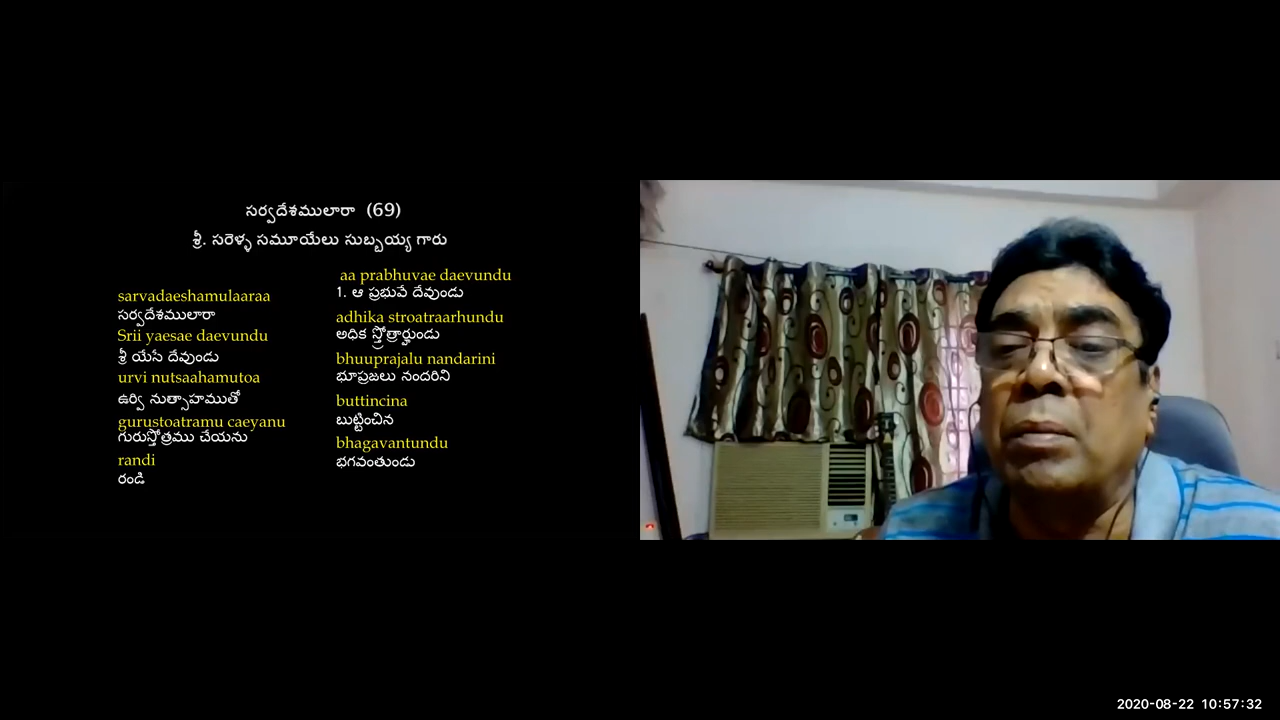 సర్వదేశములారా (69)
శ్రీ. సరెళ్ళ సమూయేలు సుబ్బయ్య గారు
sarvadaeshamulaaraa
సర్వదేశములారా
Srii yaesae daevundu
శ్రీ యేసే దేవుండు
urvi nutsaahamutoa
ఉర్వి నుత్సాహముతో
gurustoatramu caeyanu
గురుస్తోత్రము చేయను
randi
రండి
aa prabhuvae daevundu
1. ఆ ప్రభువే దేవుండు
adhika stroatraarhundu
అధిక స్త్రోత్రార్హుండు
bhuuprajalu nandarini
భూప్రజలు నందరిని
buttincina
బుట్టించిన
bhagavantundu
భగవంతుండు
2020-08-22 10:57:32